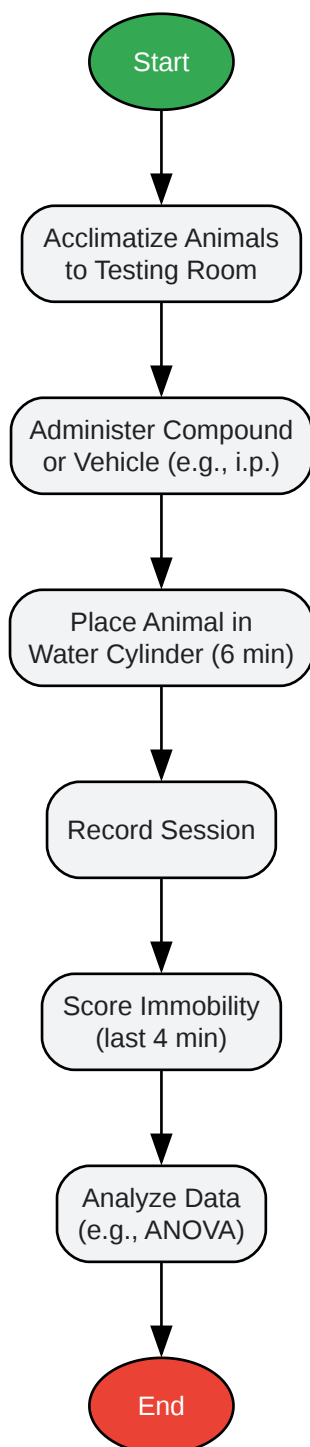 Start
Acclimatize Animals
to Testing Room
Administer Compound
or Vehicle (e.g., i.p.)
Place Animal in
Water Cylinder (6 min)
Record Session
Score Immobility
(last 4 min)
Analyze Data
(e.g., ANOVA)
End